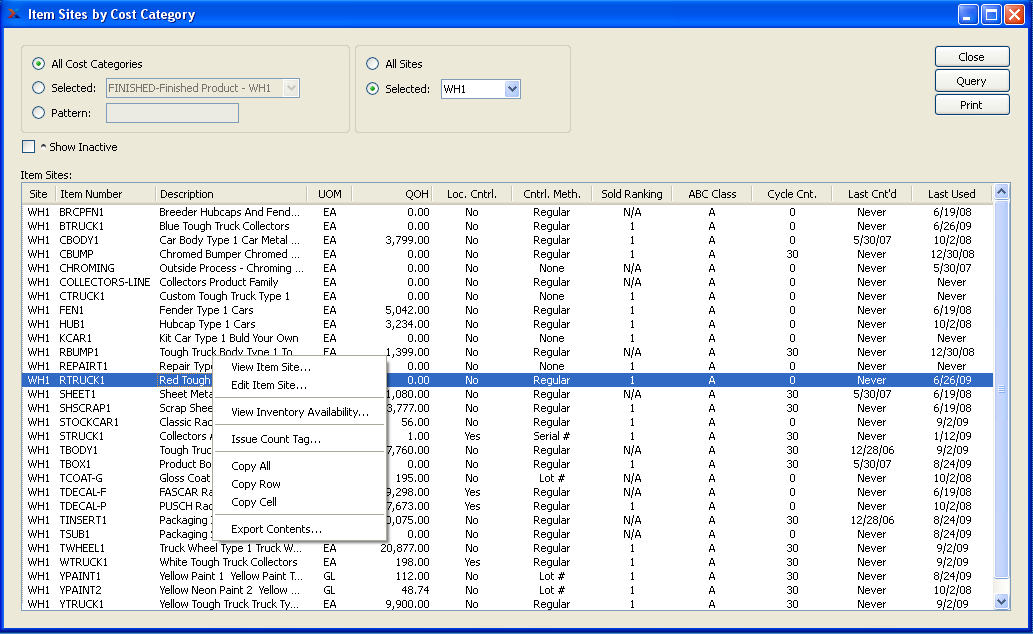 Item Sites by Cost Category
All Cost Categories
Selected: FINISHED-Finished Product - WH1
Pattern:
All Sites
Selected: WH1
Close
Query
Print
^ Show Inactive
Item Sites:
Site Item Number Description UOM QOH Loc. Cntrl. Cntrl. Meth. Sold Ranking ABC Class Cycle Cnt. Last Cnt'd Last Used
WH1 BRCPFN1 Breeder Hubcaps And Fend... EA 0.00 No Regular N/A A 0 Never 6/19/08
WH1 BTRUCK1 Blue Tough Truck Collectors EA 0.00 No Regular 1 A 0 Never 6/26/09
WH1 CBODY1 Car Body Type 1 Car Metal ... EA 3,799.00 No Regular 1 A 0 5/30/07 10/2/08
WH1 CBUMP Chromed Bumper Chromed ... EA 0.00 No Regular N/A A 30 Never 12/30/08
WH1 CHROMING Outside Process - Chroming ... EA 0.00 No None N/A A 0 Never 5/30/07
WH1 COLLECTORS-LINE Collectors Product Family EA 0.00 No Regular N/A A 0 Never Never
WH1 CTRUCK1 Custom Tough Truck Type 1 EA 0.00 No None 1 A 0 Never Never
WH1 FEN1 Fender Type 1 Cars EA 5,042.00 No Regular 1 A 0 Never 6/19/08
WH1 HUB1 Hubcap Type 1 Cars EA 3,234.00 No Regular 1 A 0 Never 10/2/08
WH1 KCAR1 Kit Car Type 1 Buld Your Own EA 0.00 No None 1 A 0 Never Never
WH1 RBUMP1 Tough Truck Body Type 1 To... EA 1,399.00 No Regular N/A A 30 Never 12/30/08
WH1 REPAIRT1 Repair Type 0.00 No None 1 A 0 Never Never
WH1 RTRUCK1 Red Tough 0.00 No Regular 1 A 0 Never 6/26/09
WH1 SHEET1 Sheet Meta 1,080.00 No Regular N/A A 30 5/30/07 6/19/08
WH1 SHSCRAP1 Scrap Shee 3,777.00 No Regular 1 A 0 Never 6/19/08
WH1 STOCKCAR1 Classic Rac 56.00 No Regular 1 A 0 Never 9/2/09
WH1 STRUCK1 Collectors 1.00 Yes Serial # 1 A 30 Never 1/12/09
WH1 TBODY1 Tough Truc 7,760.00 No Regular N/A A 30 12/28/06 9/2/09
WH1 TBOX1 Product Bo 0.00 No Regular 1 A 30 5/30/07 8/24/09
WH1 TCOAT-G Gloss Coat 195.00 No Lot # N/A A 0 Never 10/2/08
WH1 TDECAL-F FASCAR Ra 9,298.00 Yes Regular N/A A 0 Never 6/19/08
WH1 TDECAL-P PUSCH Rac 7,673.00 Yes Regular 1 A 0 Never 10/2/08
WH1 TINSERT1 Packaging 0,075.00 No Regular N/A A 30 12/28/06 8/24/09
WH1 TSUB1 Packaging 0.00 No Regular 1 A 0 Never 8/24/09
WH1 TWHEEL1 Truck Wheel Type 1 Truck W... EA 20,877.00 No Regular 1 A 30 Never 9/2/09
WH1 WTRUCK1 White Tough Truck Collectors EA 198.00 Yes Regular 1 A 30 Never 9/2/09
WH1 YPAINT1 Yellow Paint 1 Yellow Paint T... GL 112.00 No Lot # 1 A 30 Never 8/24/09
WH1 YPAINT2 Yellow Neon Paint 2 Yellow ... GL 48.74 No Lot # 1 A 30 Never 10/2/08
WH1 YTRUCK1 Yellow Tough Truck Truck Ty... EA 9,900.00 No Regular 1 A 30 Never 9/2/09
View Item Site...
Edit Item Site...
View Inventory Availability...
Issue Count Tag...
Copy All
Copy Row
Copy Cell
Export Contents...